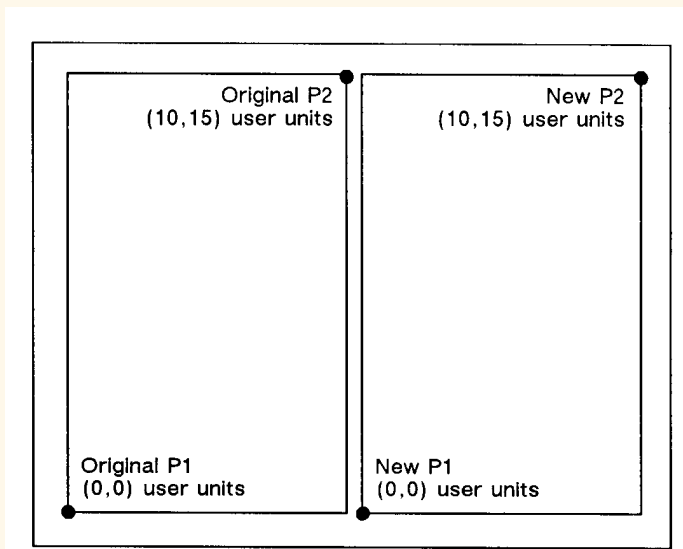 Original P2
(10,15) user units
New P2
(10,15) user units
Original P1
(0,0) user units
New P1
(0,0) user units